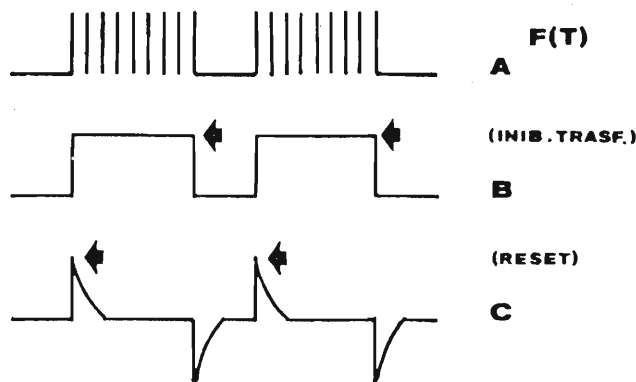 F(T)
A
(INIB.TRASF.)
B
(RESET)
C